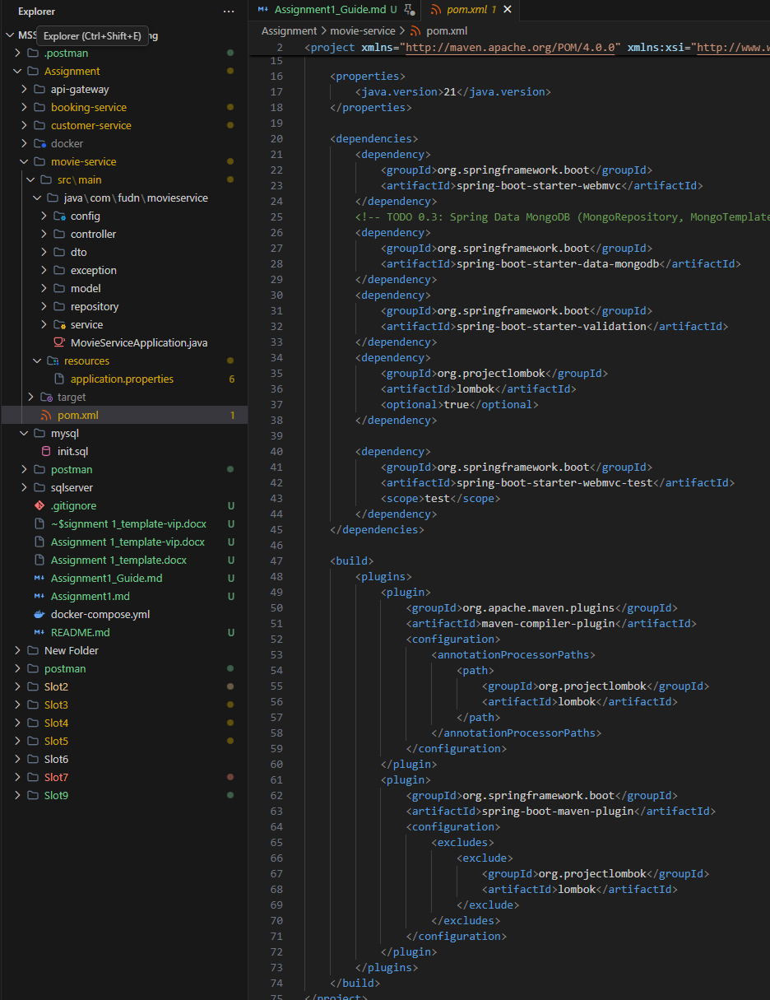 Explorer
···
MSS
Explorer (Ctrl+Shift+E)
ng
.postman
Assignment
api-gateway
booking-service
customer-service
docker
movie-service
src\main
java\com\fudn\movieservice
config
controller
dto
exception
model
repository
service
MovieServiceApplication.java
resources
application.properties 6
target
pom.xml 1
mysql
init.sql
postman
sqlserver
.gitignore U
~$signment 1_template-vip.docx U
Assignment 1_template-vip.docx U
Assignment 1_template.docx U
Assignment1_Guide.md U
Assignment1.md U
docker-compose.yml
README.md U
New Folder
postman
Slot2
Slot3
Slot4
Slot5
Slot6
Slot7
Slot9
Assignment1_Guide.md U
pom.xml 1
Assignment > movie-service > pom.xml
2 <project xmlns="http://maven.apache.org/POM/4.0.0" xmlns:xsi="http://www.w
15
16 <properties>
17 <java.version>21</java.version>
18 </properties>
19
20 <dependencies>
21 <dependency>
22 <groupId>org.springframework.boot</groupId>
23 <artifactId>spring-boot-starter-webmvc</artifactId>
24 </dependency>
25 <!-- TODO 0.3: Spring Data MongoDB (MongoRepository, MongoTemplate
26 <dependency>
27 <groupId>org.springframework.boot</groupId>
28 <artifactId>spring-boot-starter-data-mongodb</artifactId>
29 </dependency>
30 <dependency>
31 <groupId>org.springframework.boot</groupId>
32 <artifactId>spring-boot-starter-validation</artifactId>
33 </dependency>
34 <dependency>
35 <groupId>org.projectlombok</groupId>
36 <artifactId>lombok</artifactId>
37 <optional>true</optional>
38 </dependency>
39
40 <dependency>
41 <groupId>org.springframework.boot</groupId>
42 <artifactId>spring-boot-starter-webmvc-test</artifactId>
43 <scope>test</scope>
44 </dependency>
45 </dependencies>
46
47 <build>
48 <plugins>
49 <plugin>
50 <groupId>org.apache.maven.plugins</groupId>
51 <artifactId>maven-compiler-plugin</artifactId>
52 <configuration>
53 <annotationProcessorPaths>
54 <path>
55 <groupId>org.projectlombok</groupId>
56 <artifactId>lombok</artifactId>
57 </path>
58 </annotationProcessorPaths>
59 </configuration>
60 </plugin>
61 <plugin>
62 <groupId>org.springframework.boot</groupId>
63 <artifactId>spring-boot-maven-plugin</artifactId>
64 <configuration>
65 <excludes>
66 <exclude>
67 <groupId>org.projectlombok</groupId>
68 <artifactId>lombok</artifactId>
69 </exclude>
70 </excludes>
71 </configuration>
72 </plugin>
73 </plugins>
74 </build>
75 </project>